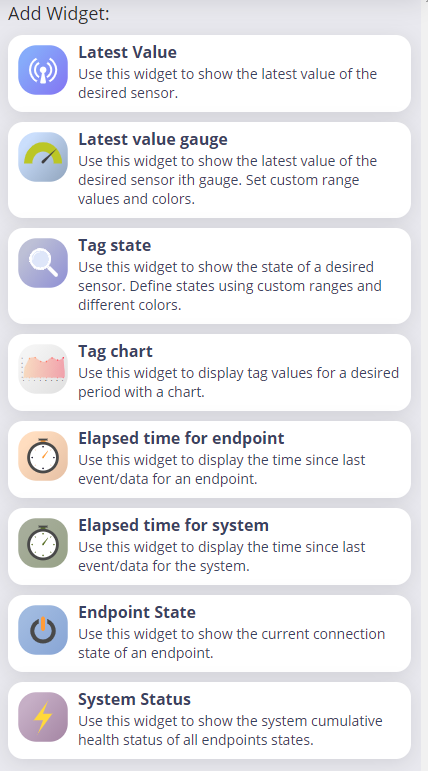 Add Widget:
Latest Value
Use this widget to show the latest value of the
desired sensor.
Latest value gauge
Use this widget to show the latest value of the
desired sensor ith gauge. Set custom range
values and colors.
Tag state
Use this widget to show the state of a desired
sensor. Define states using custom ranges and
different colors.
Tag chart
Use this widget to display tag values for a desired
period with a chart.
Elapsed time for endpoint
Use this widget to display the time since last
event/data for an endpoint.
Elapsed time for system
Use this widget to display the time since last
event/data for the system.
Endpoint State
Use this widget to show the current connection
state of an endpoint.
System Status
Use this widget to show the system cumulative
health status of all endpoints states.